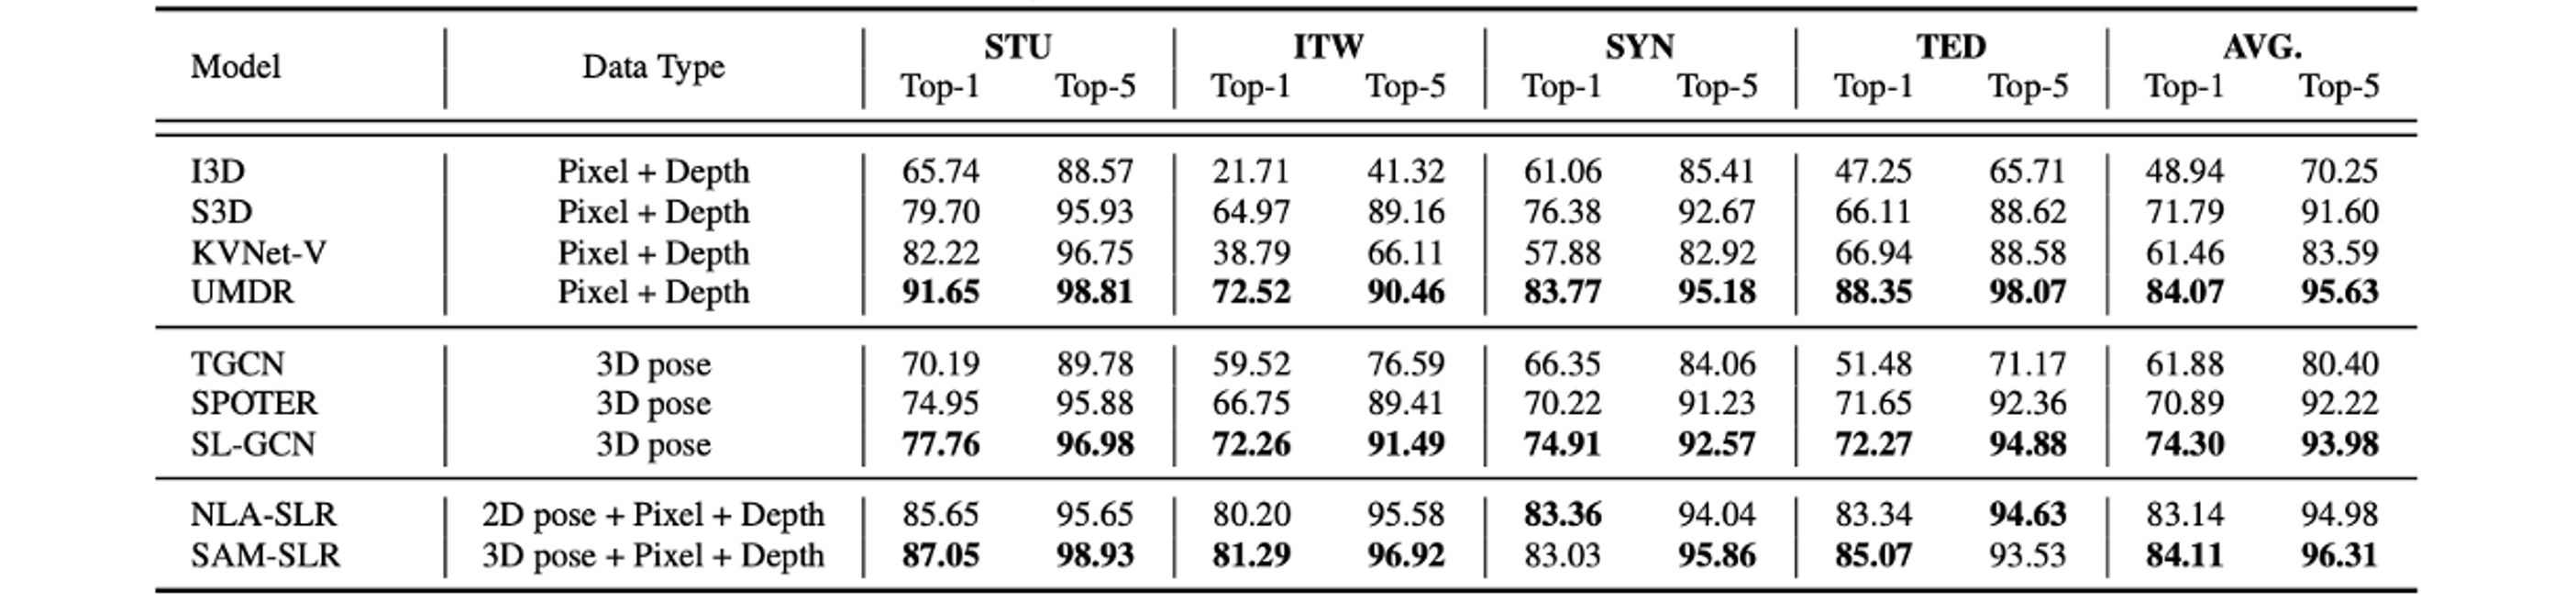 Model Data Type STU ITW SYN TED AVG.
Top-1 Top-5 Top-1 Top-5 Top-1 Top-5 Top-1 Top-5 Top-1 Top-5
I3D Pixel + Depth 65.74 88.57 21.71 41.32 61.06 85.41 47.25 65.71 48.94 70.25
S3D Pixel + Depth 79.70 95.93 64.97 89.16 76.38 92.67 66.11 88.62 71.79 91.60
KVNet-V Pixel + Depth 82.22 96.75 38.79 66.11 57.88 82.92 66.94 88.58 61.46 83.59
UMDR Pixel + Depth 91.65 98.81 72.52 90.46 83.77 95.18 88.35 98.07 84.07 95.63
TGCN 3D pose 70.19 89.78 59.52 76.59 66.35 84.06 51.48 71.17 61.88 80.40
SPOTER 3D pose 74.95 95.88 66.75 89.41 70.22 91.23 71.65 92.36 70.89 92.22
SL-GCN 3D pose 77.76 96.98 72.26 91.49 74.91 92.57 72.27 94.88 74.30 93.98
NLA-SLR 2D pose + Pixel + Depth 85.65 95.65 80.20 95.58 83.36 94.04 83.34 94.63 83.14 94.98
SAM-SLR 3D pose + Pixel + Depth 87.05 98.93 81.29 96.92 83.03 95.86 85.07 93.53 84.11 96.31